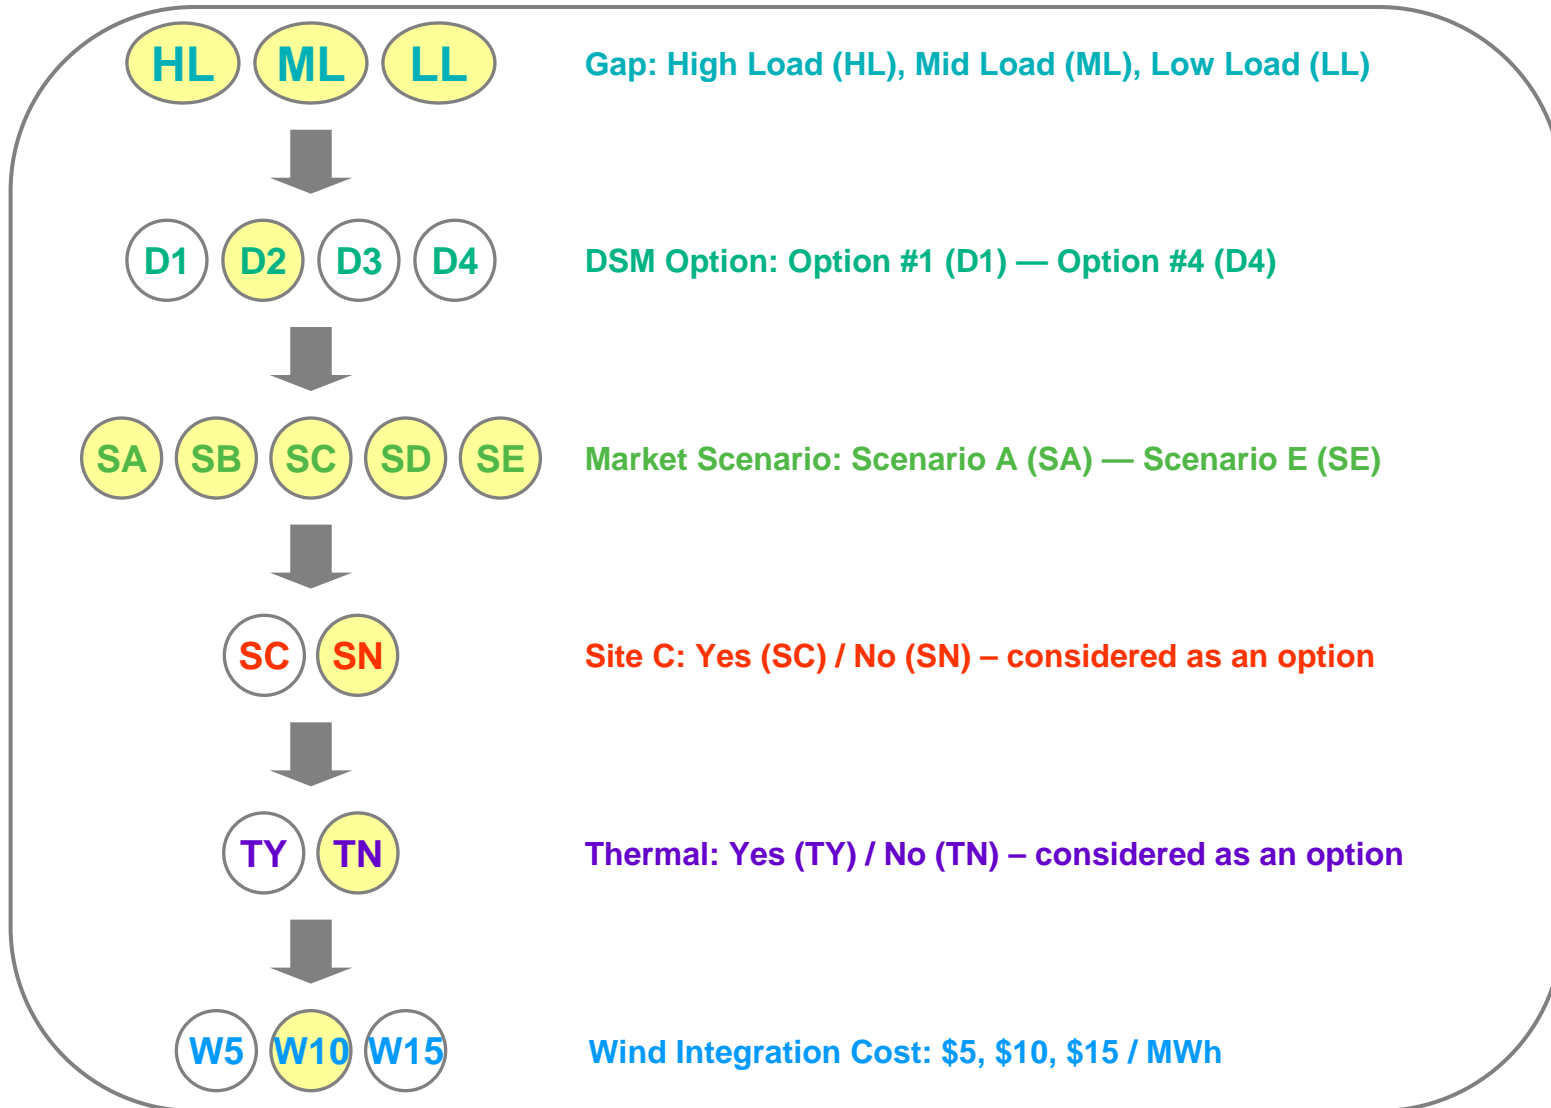 HL ML LL Gap: High Load (HL), Mid Load (ML), Low Load (LL)
D1 D2 D3 D4 DSM Option: Option #1 (D1) — Option #4 (D4)
SA SB SC SD SE Market Scenario: Scenario A (SA) — Scenario E (SE)
SC SN Site C: Yes (SC) / No (SN) – considered as an option
TY TN Thermal: Yes (TY) / No (TN) – considered as an option
W5 W10 W15 Wind Integration Cost: $5, $10, $15 / MWh